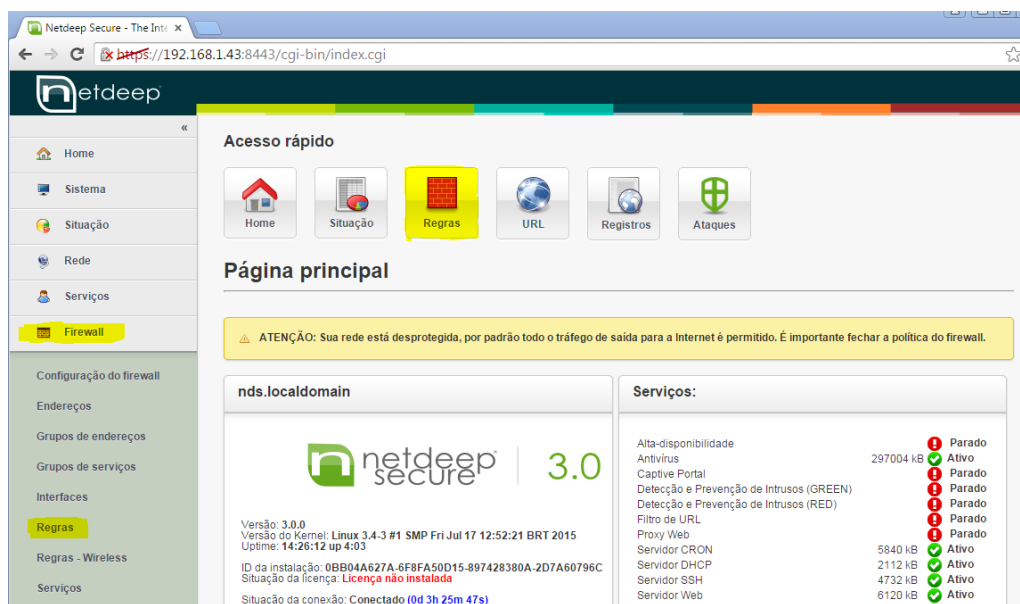 Netdeep Secure - The Inte
https://192.168.1.43:8443/cgi-bin/index.cgi
netdeep
«
Home
Sistema
Situação
Rede
Serviços
Firewall
Configuração do firewall
Endereços
Grupos de endereços
Grupos de serviços
Interfaces
Regras
Regras - Wireless
Serviços
Acesso rápido
Home
Situação
Regras
URL
Registros
Ataques
Página principal
ATENÇÃO: Sua rede está desprotegida, por padrão todo o tráfego de saída para a Internet é permitido. É importante fechar a política do firewall.
nds.localdomain
netdeep secure 3.0
Versão: 3.0.0
Versão do Kernel: Linux 3.4-3 #1 SMP Fri Jul 17 12:52:21 BRT 2015
Uptime: 14:26:12 up 4:03
ID da instalação: 0BB04A627A-6F8FA50D15-897428380A-2D7A60796C
Situação da licença: Licença não instalada
Situação da conexão: Conectado (0d 3h 25m 47s)
Serviços:
Alta-disponibilidade Parado
Antivírus 297004 kB Ativo
Captive Portal Parado
Detecção e Prevenção de Intrusos (GREEN) Parado
Detecção e Prevenção de Intrusos (RED) Parado
Filtro de URL Parado
Proxy Web Parado
Servidor CRON 5840 kB Ativo
Servidor DHCP 2112 kB Ativo
Servidor SSH 4732 kB Ativo
Servidor Web 6120 kB Ativo